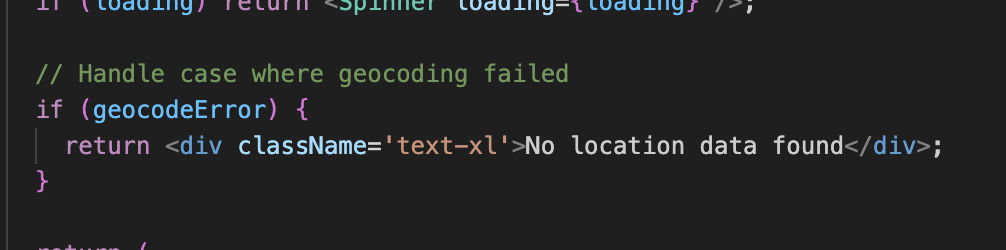 if (loading) return <Spinner loading={loading} />;
// Handle case where geocoding failed
if (geocodeError) {
return <div className='text-xl'>No location data found</div>;
}
return (